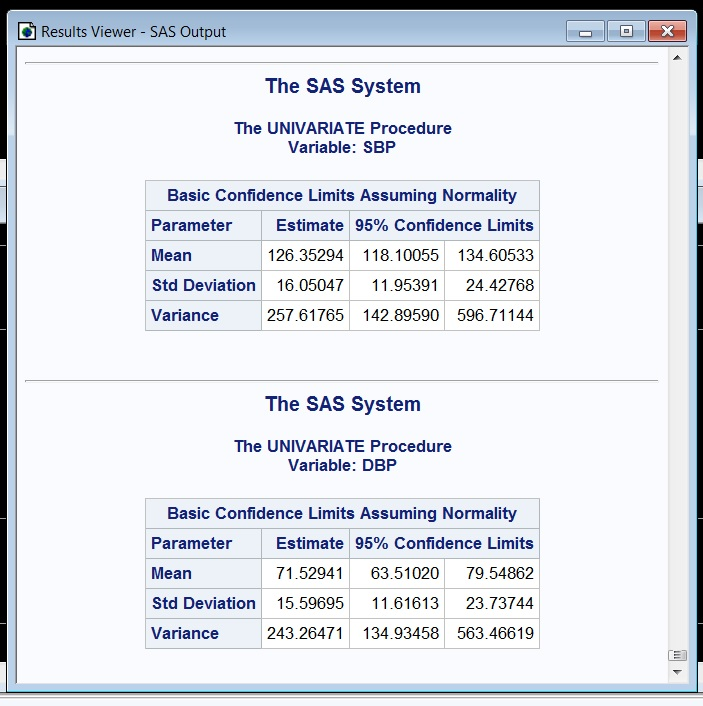 Results Viewer - SAS Output
The SAS System
The UNIVARIATE Procedure
Variable: SBP
Basic Confidence Limits Assuming Normality
Parameter Estimate 95% Confidence Limits
Mean 126.35294 118.10055 134.60533
Std Deviation 16.05047 11.95391 24.42768
Variance 257.61765 142.89590 596.71144
The SAS System
The UNIVARIATE Procedure
Variable: DBP
Basic Confidence Limits Assuming Normality
Parameter Estimate 95% Confidence Limits
Mean 71.52941 63.51020 79.54862
Std Deviation 15.59695 11.61613 23.73744
Variance 243.26471 134.93458 563.46619